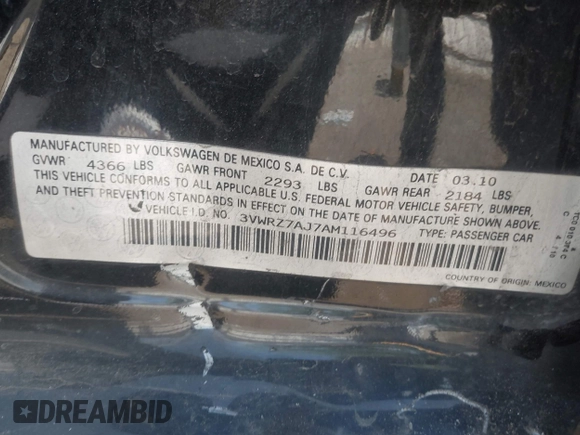 MANUFACTURED BY VOLKSWAGEN DE MEXICO S.A. DE C.V. DATE 03.10
GVWR 4366 LBS GAWR FRONT 2293 LBS GAWR REAR 2184 LBS
THIS VEHICLE CONFORMS TO ALL APPLICABLE U.S. FEDERAL MOTOR VEHICLE SAFETY, BUMPER,
AND THEFT PREVENTION STANDARDS IN EFFECT ON THE DATE OF MANUFACTURE SHOWN ABOVE.
VEHICLE I.D. NO. 3VWRZ7AJ7AM116496 TYPE: PASSENGER CAR
COUNTRY OF ORIGIN: MEXICO
DREAMBID